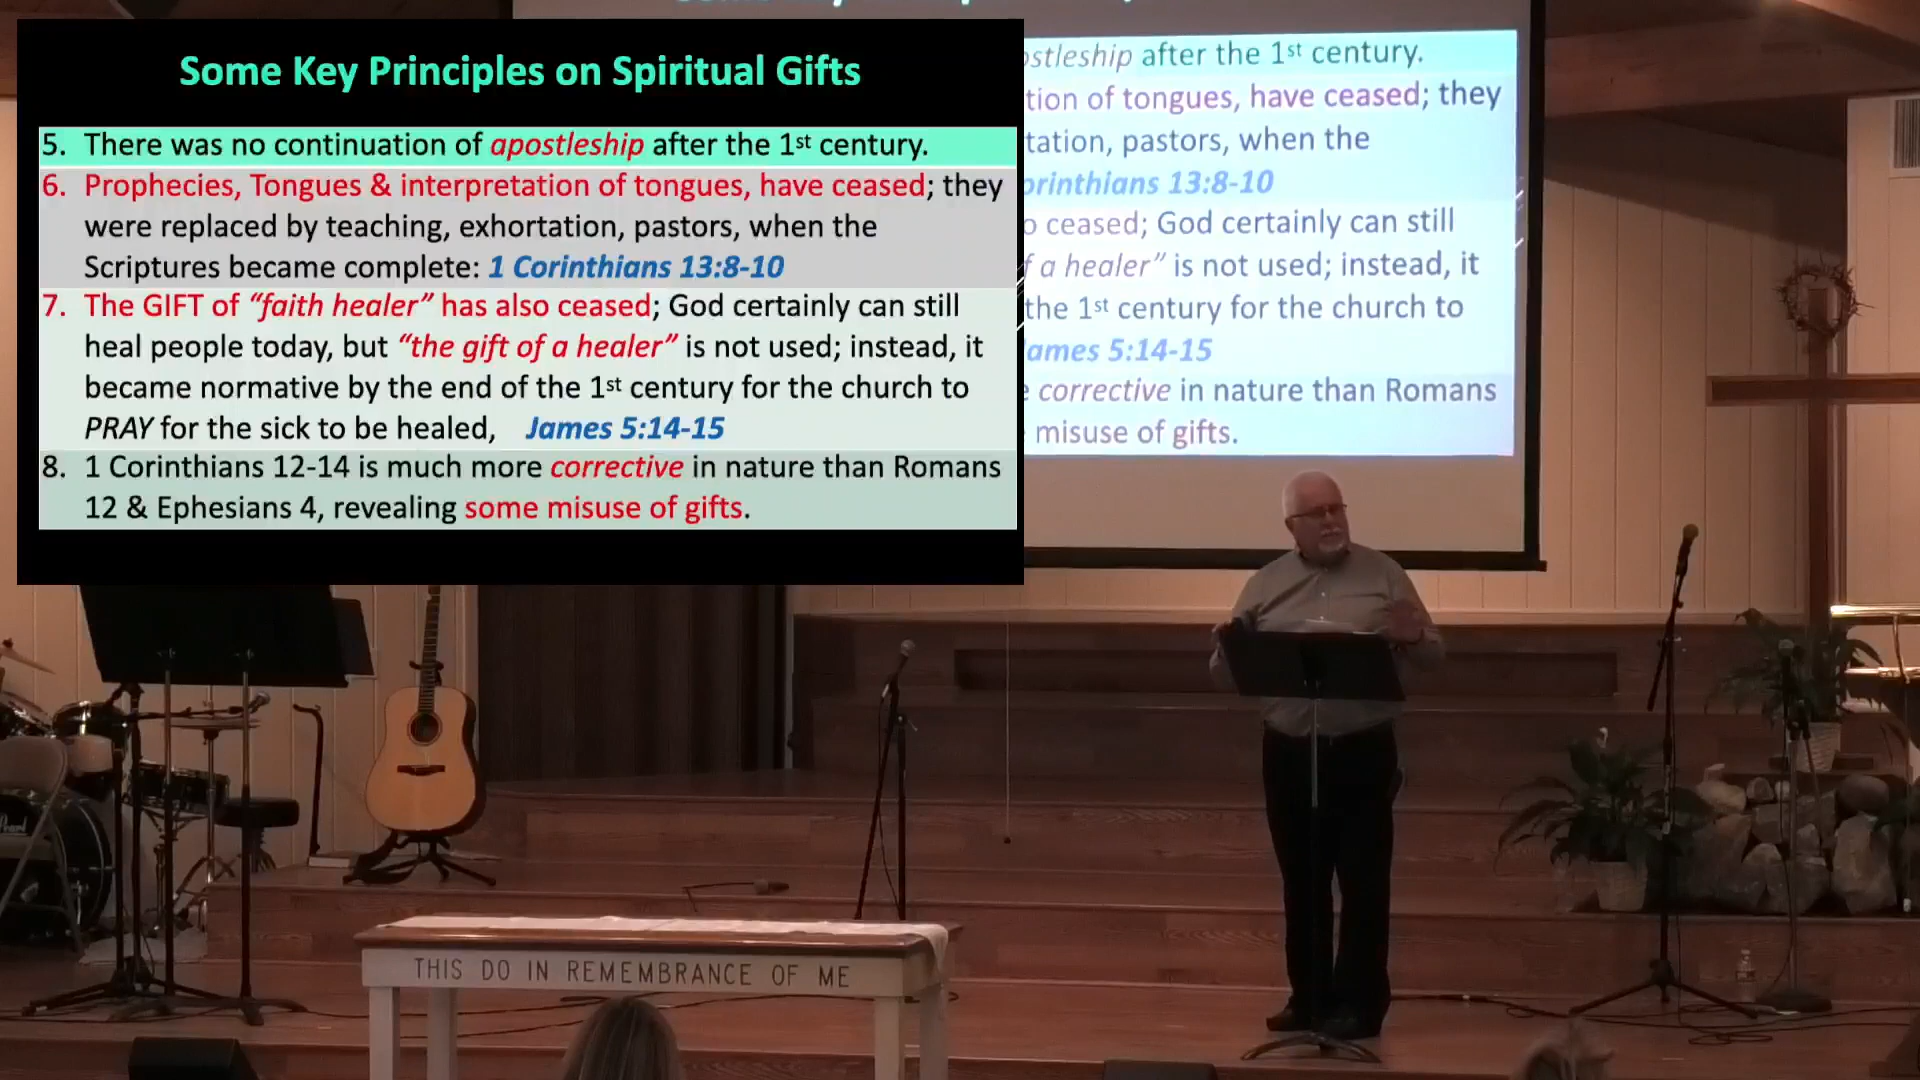 Some Key Principles on Spiritual Gifts
5. There was no continuation of apostleship after the 1st century.
6. Prophecies, Tongues & interpretation of tongues, have ceased; they
were replaced by teaching, exhortation, pastors, when the
Scriptures became complete: 1 Corinthians 13:8-10
7. The GIFT of “faith healer” has also ceased; God certainly can still
heal people today, but “the gift of a healer” is not used; instead, it
became normative by the end of the 1st century for the church to
PRAY for the sick to be healed, James 5:14-15
8. 1 Corinthians 12-14 is much more corrective in nature than Romans
12 & Ephesians 4, revealing some misuse of gifts.
ostleship after the 1st century.
tion of tongues, have ceased; they
tation, pastors, when the
orinthians 13:8-10
o ceased; God certainly can still
f a healer” is not used; instead, it
the 1st century for the church to
ames 5:14-15
e corrective in nature than Romans
misuse of gifts.
THIS DO IN REMEMBRANCE OF ME